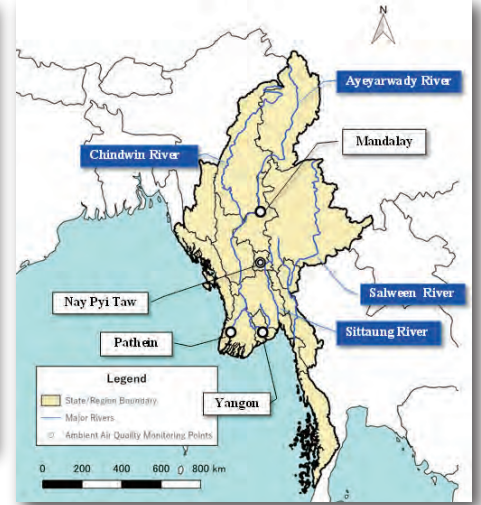 N
Ayeyarwady River
Mandalay
Chindwin River
Nay Pyi Taw
Salween River
Sittaung River
Pathein
Yangon
Legend
State/Region Boundary
Major Rivers
Ambient Air Quality Monitoring Points
0 200 400 600 800 km